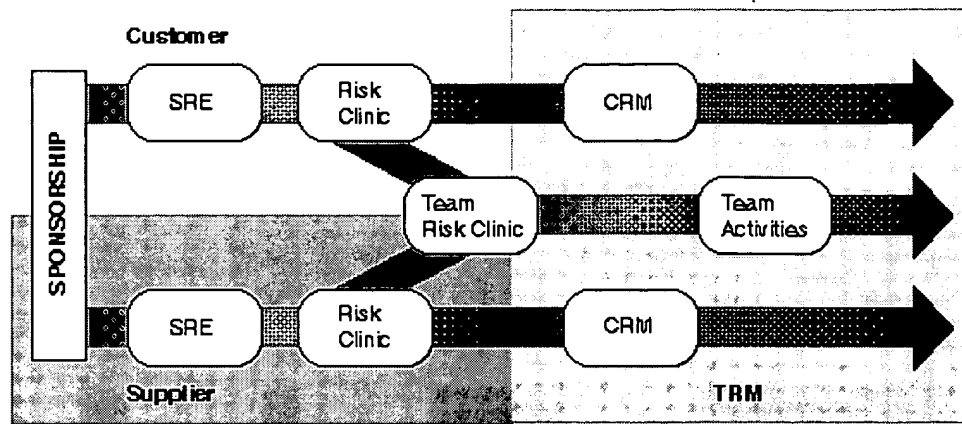 Customer
SPONSORSHIP
SRE
Risk
Clinic
CRM
Team
Risk Clinic
Team
Activities
SRE
Risk
Clinic
CRM
Supplier
TRM